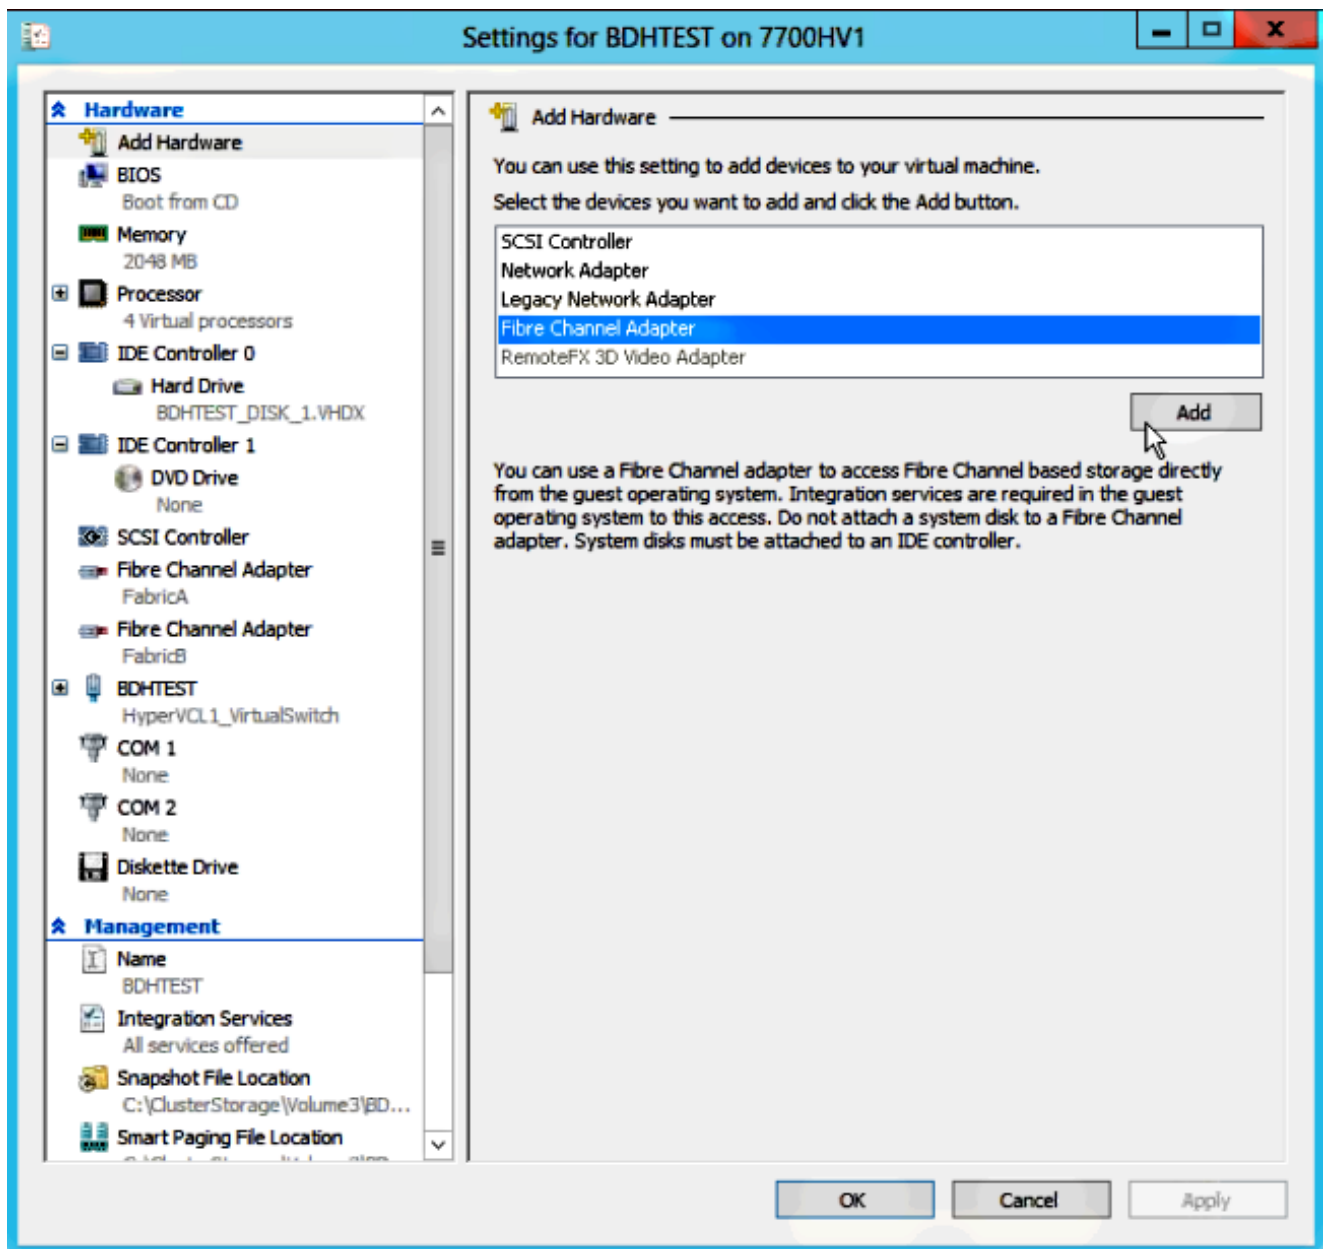 Settings for BDHTEST on 7700HV1
Hardware
Add Hardware
BIOS
Boot from CD
Memory
2048 MB
Processor
4 Virtual processors
IDE Controller 0
Hard Drive
BDHTEST_DISK_1.VHDX
IDE Controller 1
DVD Drive
None
SCSI Controller
Fibre Channel Adapter
FabricA
Fibre Channel Adapter
FabricB
BDHTEST
HyperVCL1_VirtualSwitch
COM 1
None
COM 2
None
Diskette Drive
None
Management
Name
BDHTEST
Integration Services
All services offered
Snapshot File Location
C:\ClusterStorage\Volume3\BD...
Smart Paging File Location
Add Hardware
You can use this setting to add devices to your virtual machine.
Select the devices you want to add and click the Add button.
SCSI Controller
Network Adapter
Legacy Network Adapter
Fibre Channel Adapter
RemoteFX 3D Video Adapter
Add
You can use a Fibre Channel adapter to access Fibre Channel based storage directly
from the guest operating system. Integration services are required in the guest
operating system to this access. Do not attach a system disk to a Fibre Channel
adapter. System disks must be attached to an IDE controller.
OK
Cancel
Apply